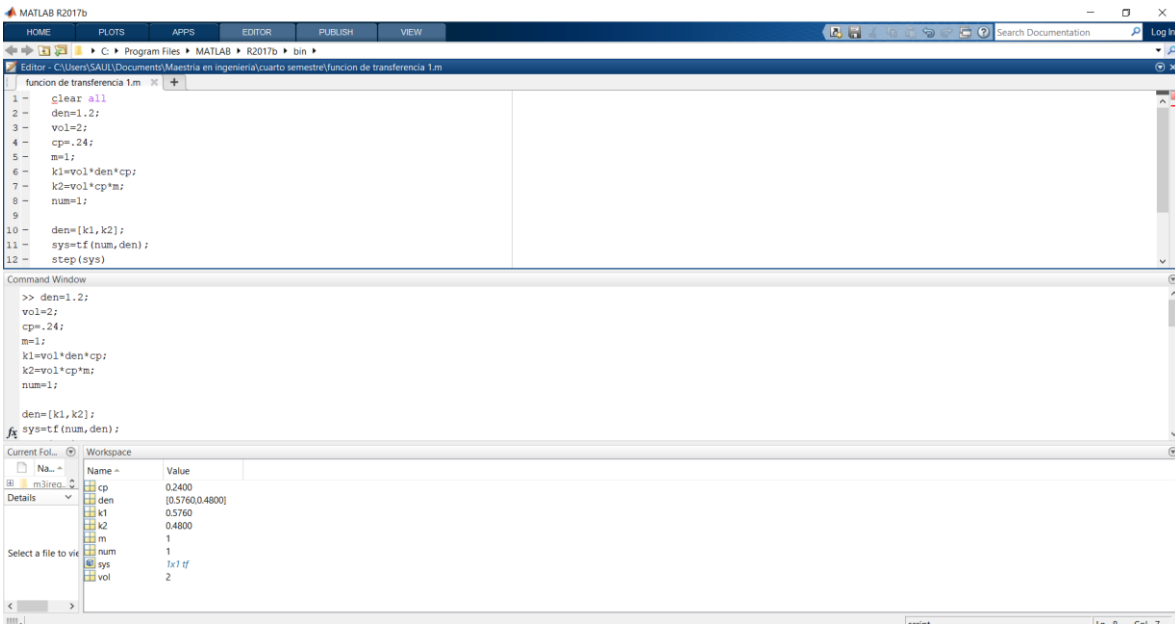 MATLAB R2017b
HOME PLOTS APPS EDITOR PUBLISH VIEW Search Documentation Log In
C: Program Files MATLAB R2017b bin
Editor - C:\Users\SAUL\Documents\Maestria en ingenieria\cuarto semestre\funcion de transferencia 1.m
funcion de transferencia 1.m
1 - clear all
2 - den=1.2;
3 - vol=2;
4 - cp=.24;
5 - m=1;
6 - k1=vol*den*cp;
7 - k2=vol*cp*m;
8 - num=1;
9
10 - den=[k1,k2];
11 - sys=tf(num,den);
12 - step(sys)
Command Window
>> den=1.2;
vol=2;
cp=.24;
m=1;
k1=vol*den*cp;
k2=vol*cp*m;
num=1;
den=[k1,k2];
fx sys=tf(num,den);
Current Fol... Workspace
Na... Name Value
cp 0.2400
den [0.5760,0.4800]
k1 0.5760
k2 0.4800
m 1
num 1
sys 1x1 tf
vol 2
Details
Select a file to vie